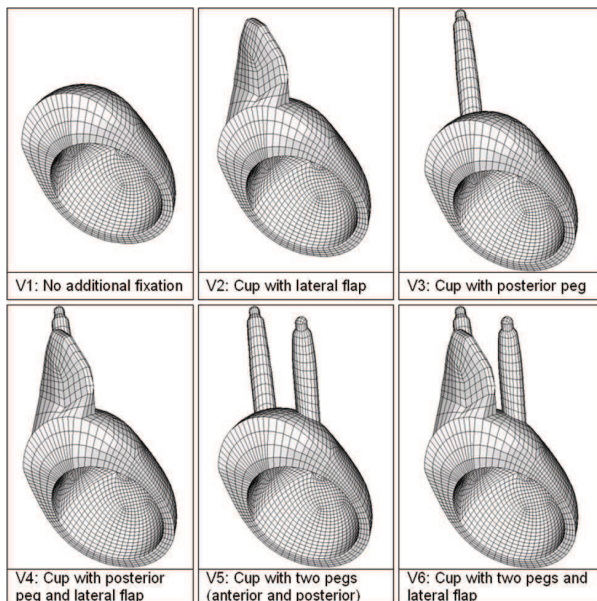 V1: No additional fixation
V2: Cup with lateral flap
V3: Cup with posterior peg
V4: Cup with posterior
peg and lateral flap
V5: Cup with two pegs
(anterior and posterior)
V6: Cup with two pegs and
lateral flap